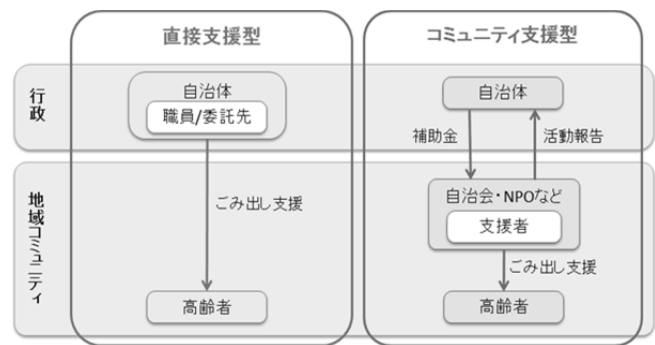 直接支援型
コミュニティ支援型
行政
自治体
職員/委託先
自治体
補助金
活動報告
地域コミュニティ
ごみ出し支援
自治会・NPOなど
支援者
ごみ出し支援
高齢者
高齢者